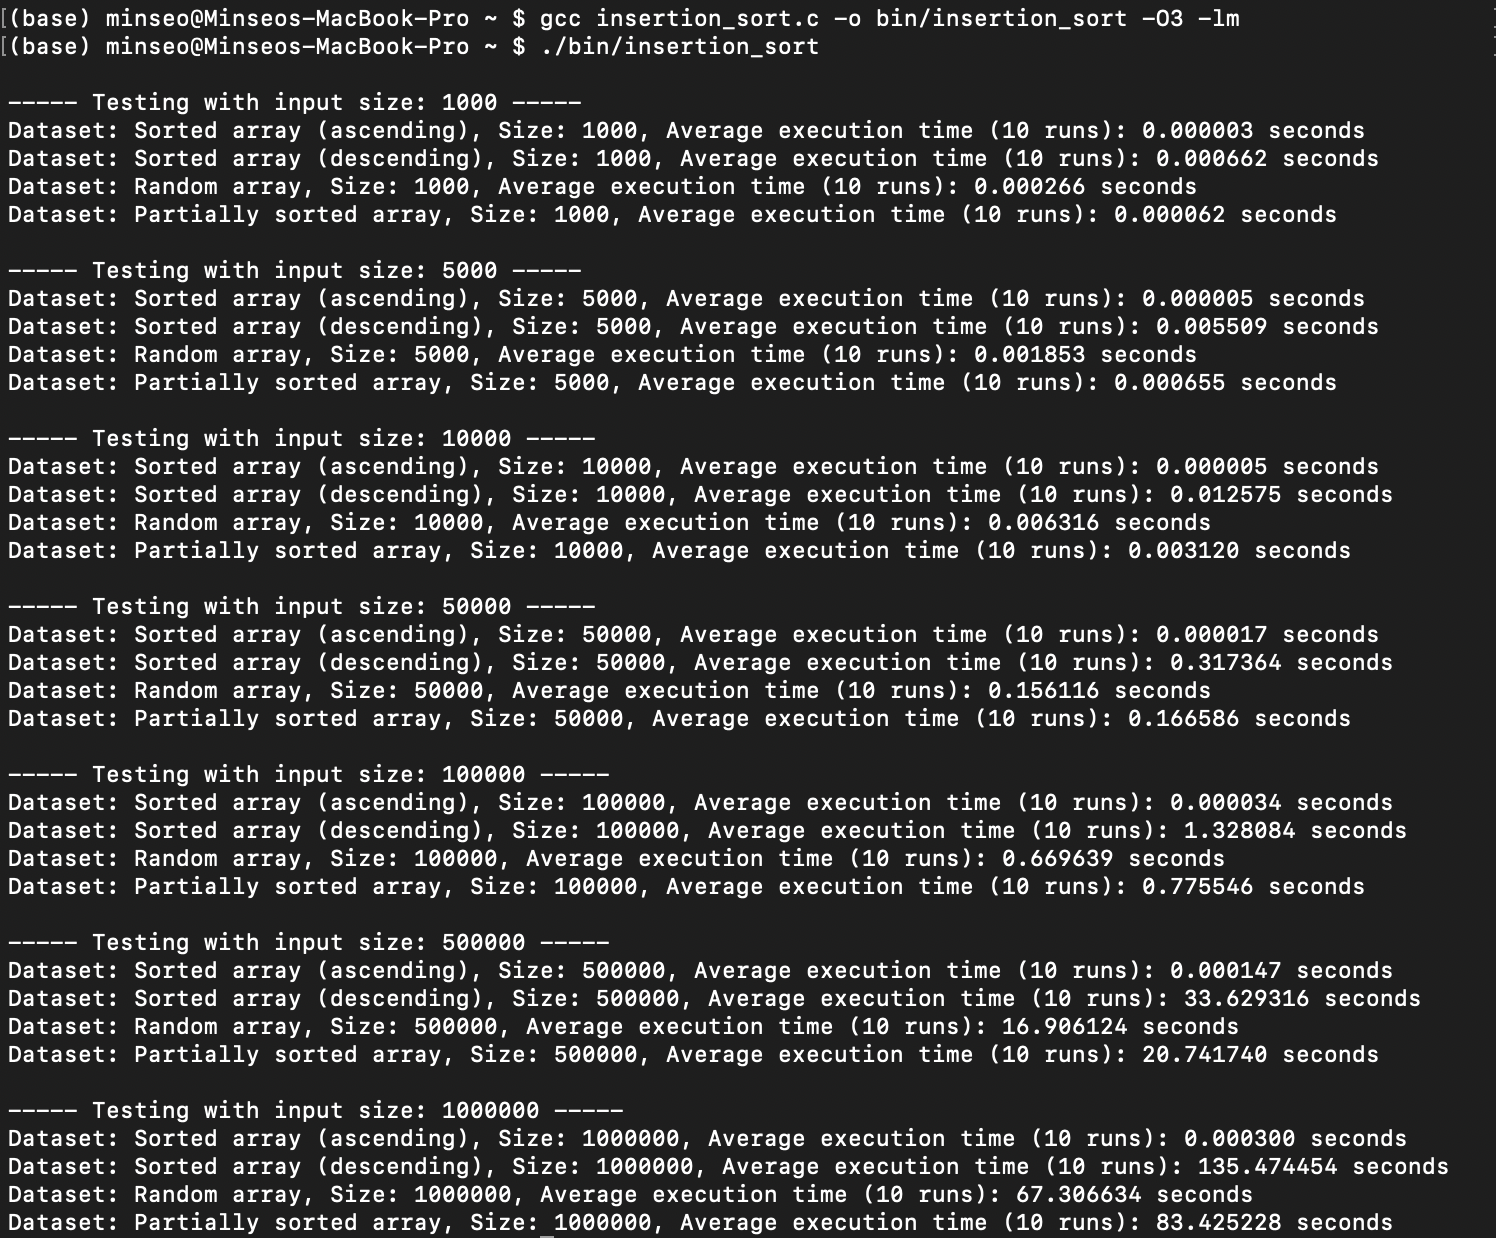 [(base) minseo@Minseos-MacBook-Pro ~ $ gcc insertion_sort.c -o bin/insertion_sort -O3 -lm
[(base) minseo@Minseos-MacBook-Pro ~ $ ./bin/insertion_sort
----- Testing with input size: 1000 -----
Dataset: Sorted array (ascending), Size: 1000, Average execution time (10 runs): 0.000003 seconds
Dataset: Sorted array (descending), Size: 1000, Average execution time (10 runs): 0.000662 seconds
Dataset: Random array, Size: 1000, Average execution time (10 runs): 0.000266 seconds
Dataset: Partially sorted array, Size: 1000, Average execution time (10 runs): 0.000062 seconds
----- Testing with input size: 5000 -----
Dataset: Sorted array (ascending), Size: 5000, Average execution time (10 runs): 0.000005 seconds
Dataset: Sorted array (descending), Size: 5000, Average execution time (10 runs): 0.005509 seconds
Dataset: Random array, Size: 5000, Average execution time (10 runs): 0.001853 seconds
Dataset: Partially sorted array, Size: 5000, Average execution time (10 runs): 0.000655 seconds
----- Testing with input size: 10000 -----
Dataset: Sorted array (ascending), Size: 10000, Average execution time (10 runs): 0.000005 seconds
Dataset: Sorted array (descending), Size: 10000, Average execution time (10 runs): 0.012575 seconds
Dataset: Random array, Size: 10000, Average execution time (10 runs): 0.006316 seconds
Dataset: Partially sorted array, Size: 10000, Average execution time (10 runs): 0.003120 seconds
----- Testing with input size: 50000 -----
Dataset: Sorted array (ascending), Size: 50000, Average execution time (10 runs): 0.000017 seconds
Dataset: Sorted array (descending), Size: 50000, Average execution time (10 runs): 0.317364 seconds
Dataset: Random array, Size: 50000, Average execution time (10 runs): 0.156116 seconds
Dataset: Partially sorted array, Size: 50000, Average execution time (10 runs): 0.166586 seconds
----- Testing with input size: 100000 -----
Dataset: Sorted array (ascending), Size: 100000, Average execution time (10 runs): 0.000034 seconds
Dataset: Sorted array (descending), Size: 100000, Average execution time (10 runs): 1.328084 seconds
Dataset: Random array, Size: 100000, Average execution time (10 runs): 0.669639 seconds
Dataset: Partially sorted array, Size: 100000, Average execution time (10 runs): 0.775546 seconds
----- Testing with input size: 500000 -----
Dataset: Sorted array (ascending), Size: 500000, Average execution time (10 runs): 0.000147 seconds
Dataset: Sorted array (descending), Size: 500000, Average execution time (10 runs): 33.629316 seconds
Dataset: Random array, Size: 500000, Average execution time (10 runs): 16.906124 seconds
Dataset: Partially sorted array, Size: 500000, Average execution time (10 runs): 20.741740 seconds
----- Testing with input size: 1000000 -----
Dataset: Sorted array (ascending), Size: 1000000, Average execution time (10 runs): 0.000300 seconds
Dataset: Sorted array (descending), Size: 1000000, Average execution time (10 runs): 135.474454 seconds
Dataset: Random array, Size: 1000000, Average execution time (10 runs): 67.306634 seconds
Dataset: Partially sorted array, Size: 1000000, Average execution time (10 runs): 83.425228 seconds